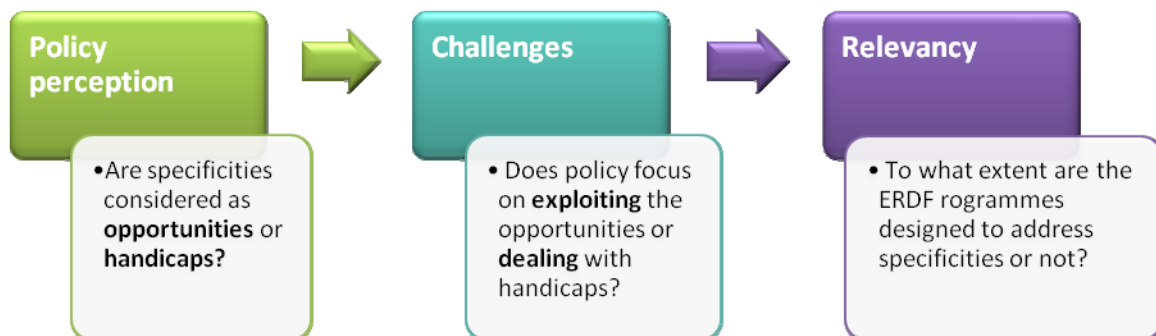 Policy
perception
•Are specificities
considered as
opportunities or
handicaps?
Challenges
• Does policy focus
on exploiting the
opportunities or
dealing with
handicaps?
Relevancy
• To what extent are the
ERDF rogrammes
designed to address
specificities or not?